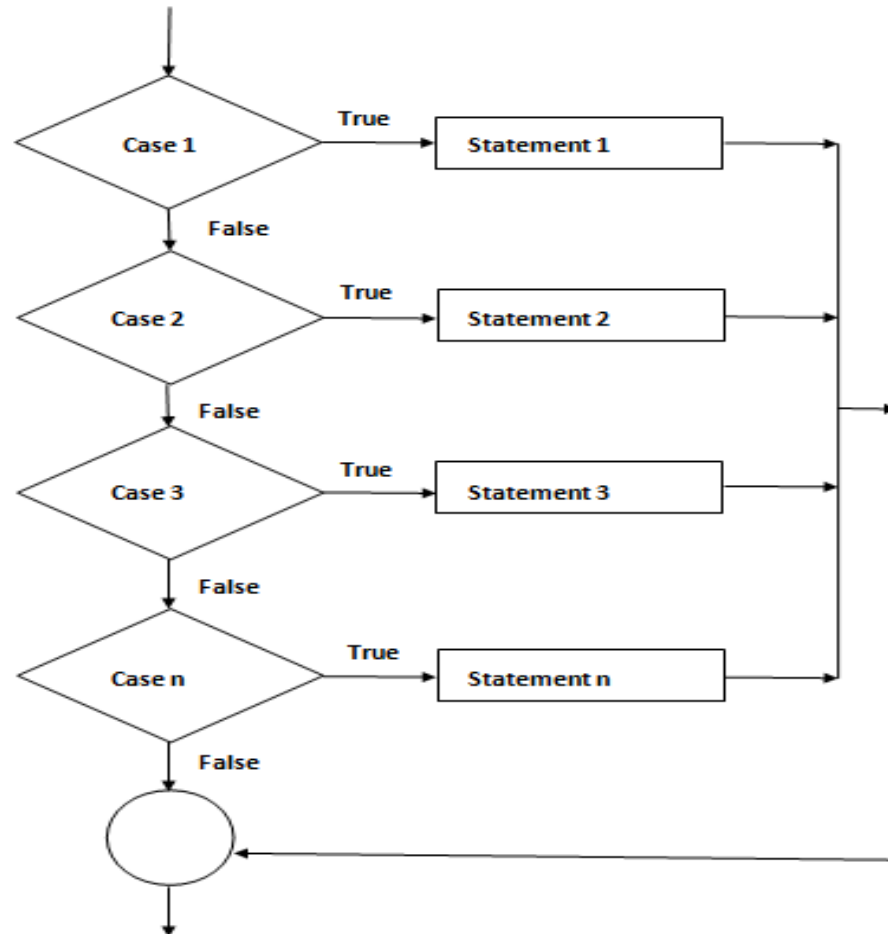 Case 1
True
Statement 1
False
Case 2
True
Statement 2
False
Case 3
True
Statement 3
False
Case n
True
Statement n
False